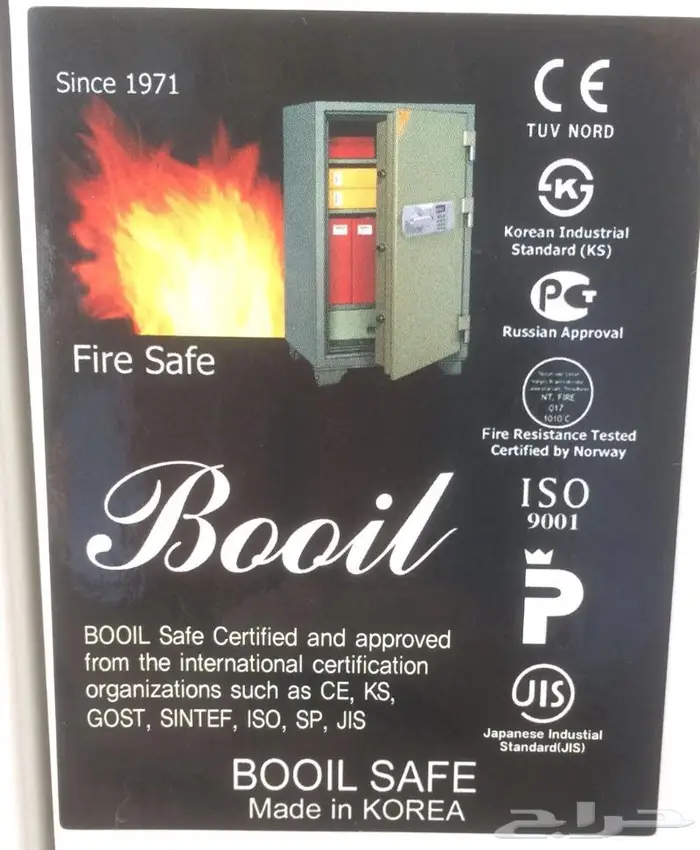 Since 1971
Fire Safe
CE
TUV NORD
K
Korean Industrial
Standard (KS)
Russian Approval
NT. FIRE
017
1010°C
Fire Resistance Tested
Certified by Norway
ISO
9001
P
JIS
Japanese Industial
Standard(JIS)
Booil
BOOIL Safe Certified and approved
from the international certification
organizations such as CE, KS,
GOST, SINTEF, ISO, SP, JIS
BOOIL SAFE
Made in KOREA
حراج